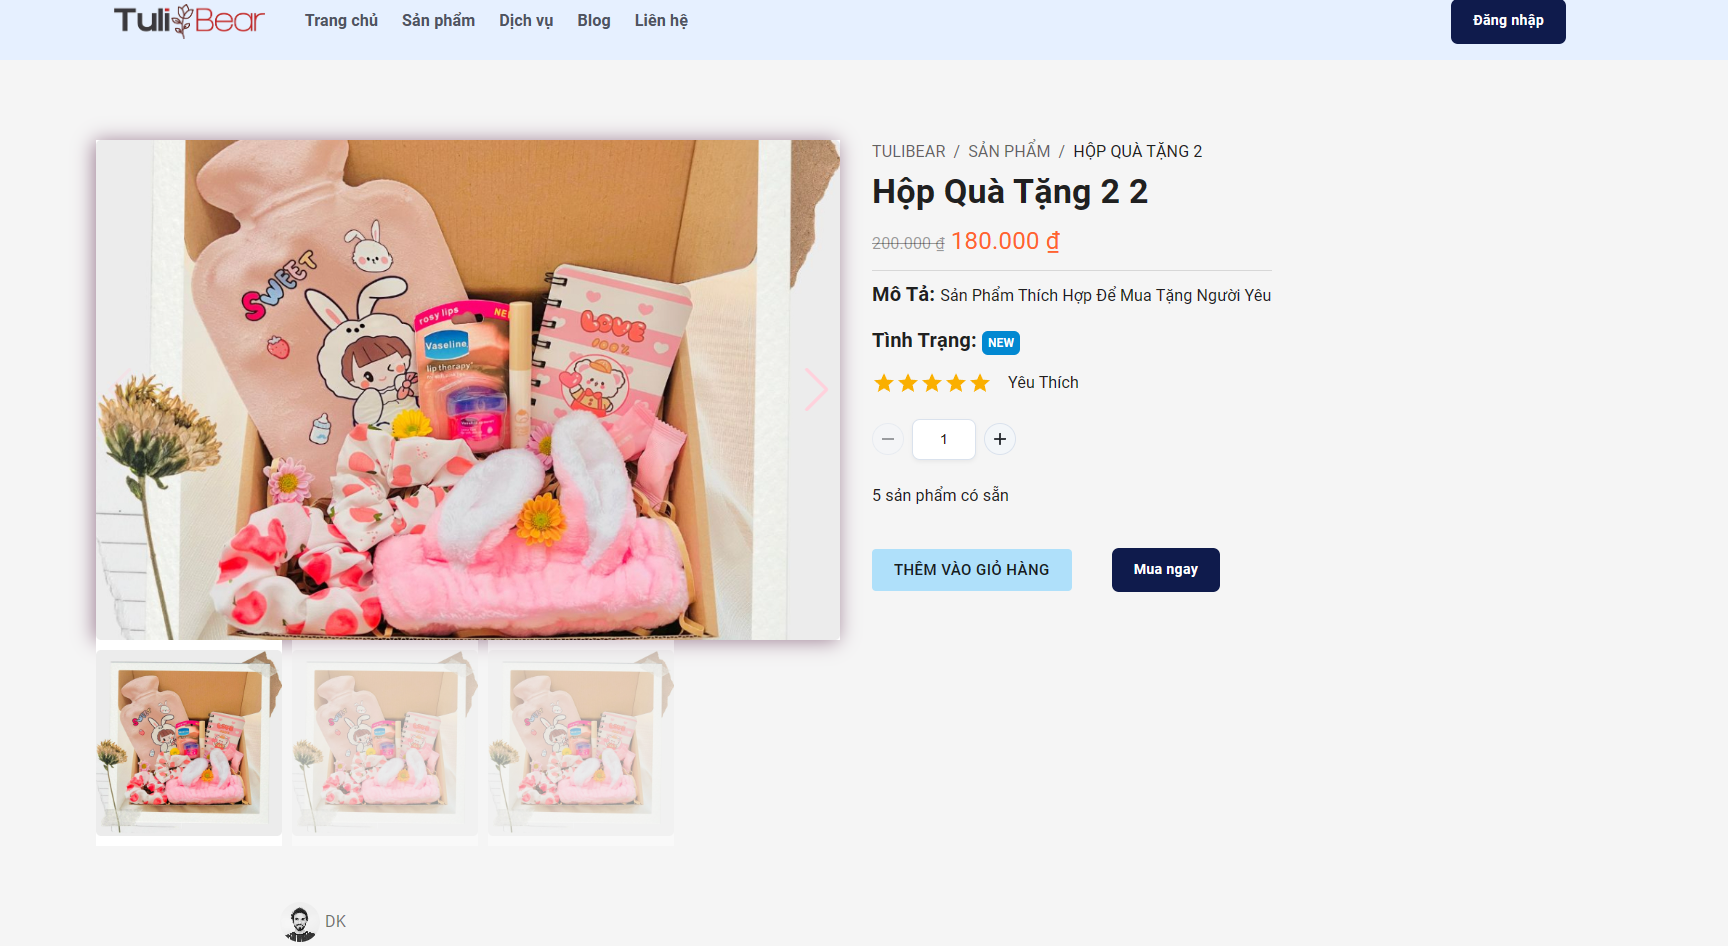 Tuli Bear
Trang chủ Sản phẩm Dịch vụ Blog Liên hệ
Đăng nhập
TULIBEAR / SẢN PHẨM / HỘP QUÀ TẶNG 2
Hộp Quà Tặng 2 2
200.000 ₫ 180.000 ₫
Mô Tả: Sản Phẩm Thích Hợp Để Mua Tặng Người Yêu
Tình Trạng: NEW
Yêu Thích
1
5 sản phẩm có sẵn
THÊM VÀO GIỎ HÀNG
Mua ngay
SWEET
rosy lips
NEW
Vaseline
lip therapy
LOVE
100%
DK